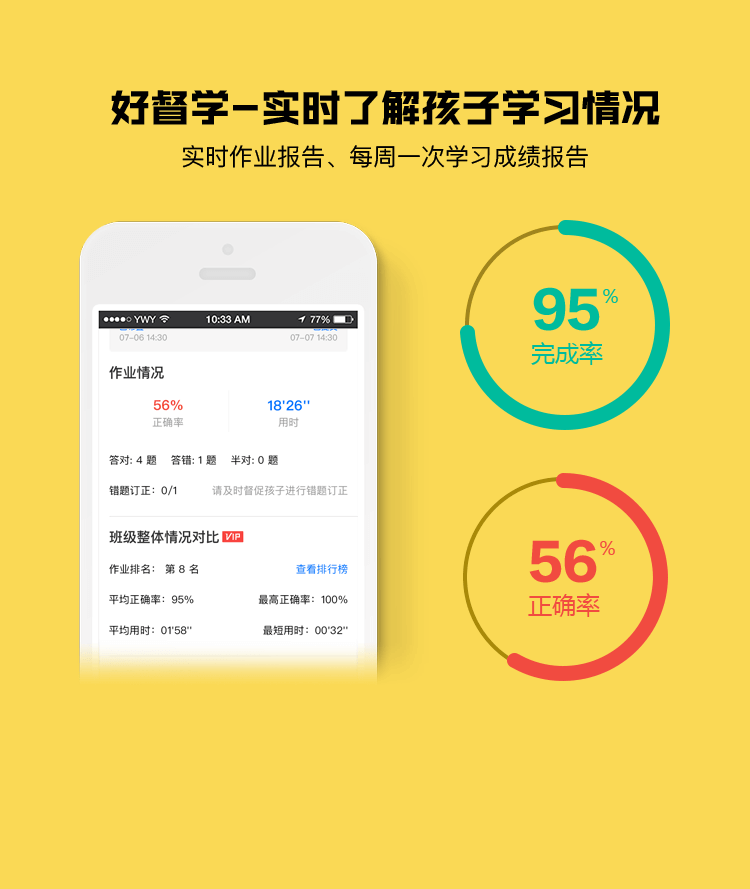 好督学-实时了解孩子学习情况
实时作业报告、每周一次学习成绩报告
YWY 10:33 AM 77%
07-06 14:30 07-07 14:30
作业情况
56% 18'26''
正确率 用时
答对: 4 题 答错: 1 题 半对: 0 题
错题订正: 0/1 请及时督促孩子进行错题订正
班级整体情况对比 VIP
作业排名: 第 8 名 查看排行榜
平均正确率: 95% 最高正确率: 100%
平均用时: 01'58'' 最短用时: 00'32''
95%
完成率
56%
正确率